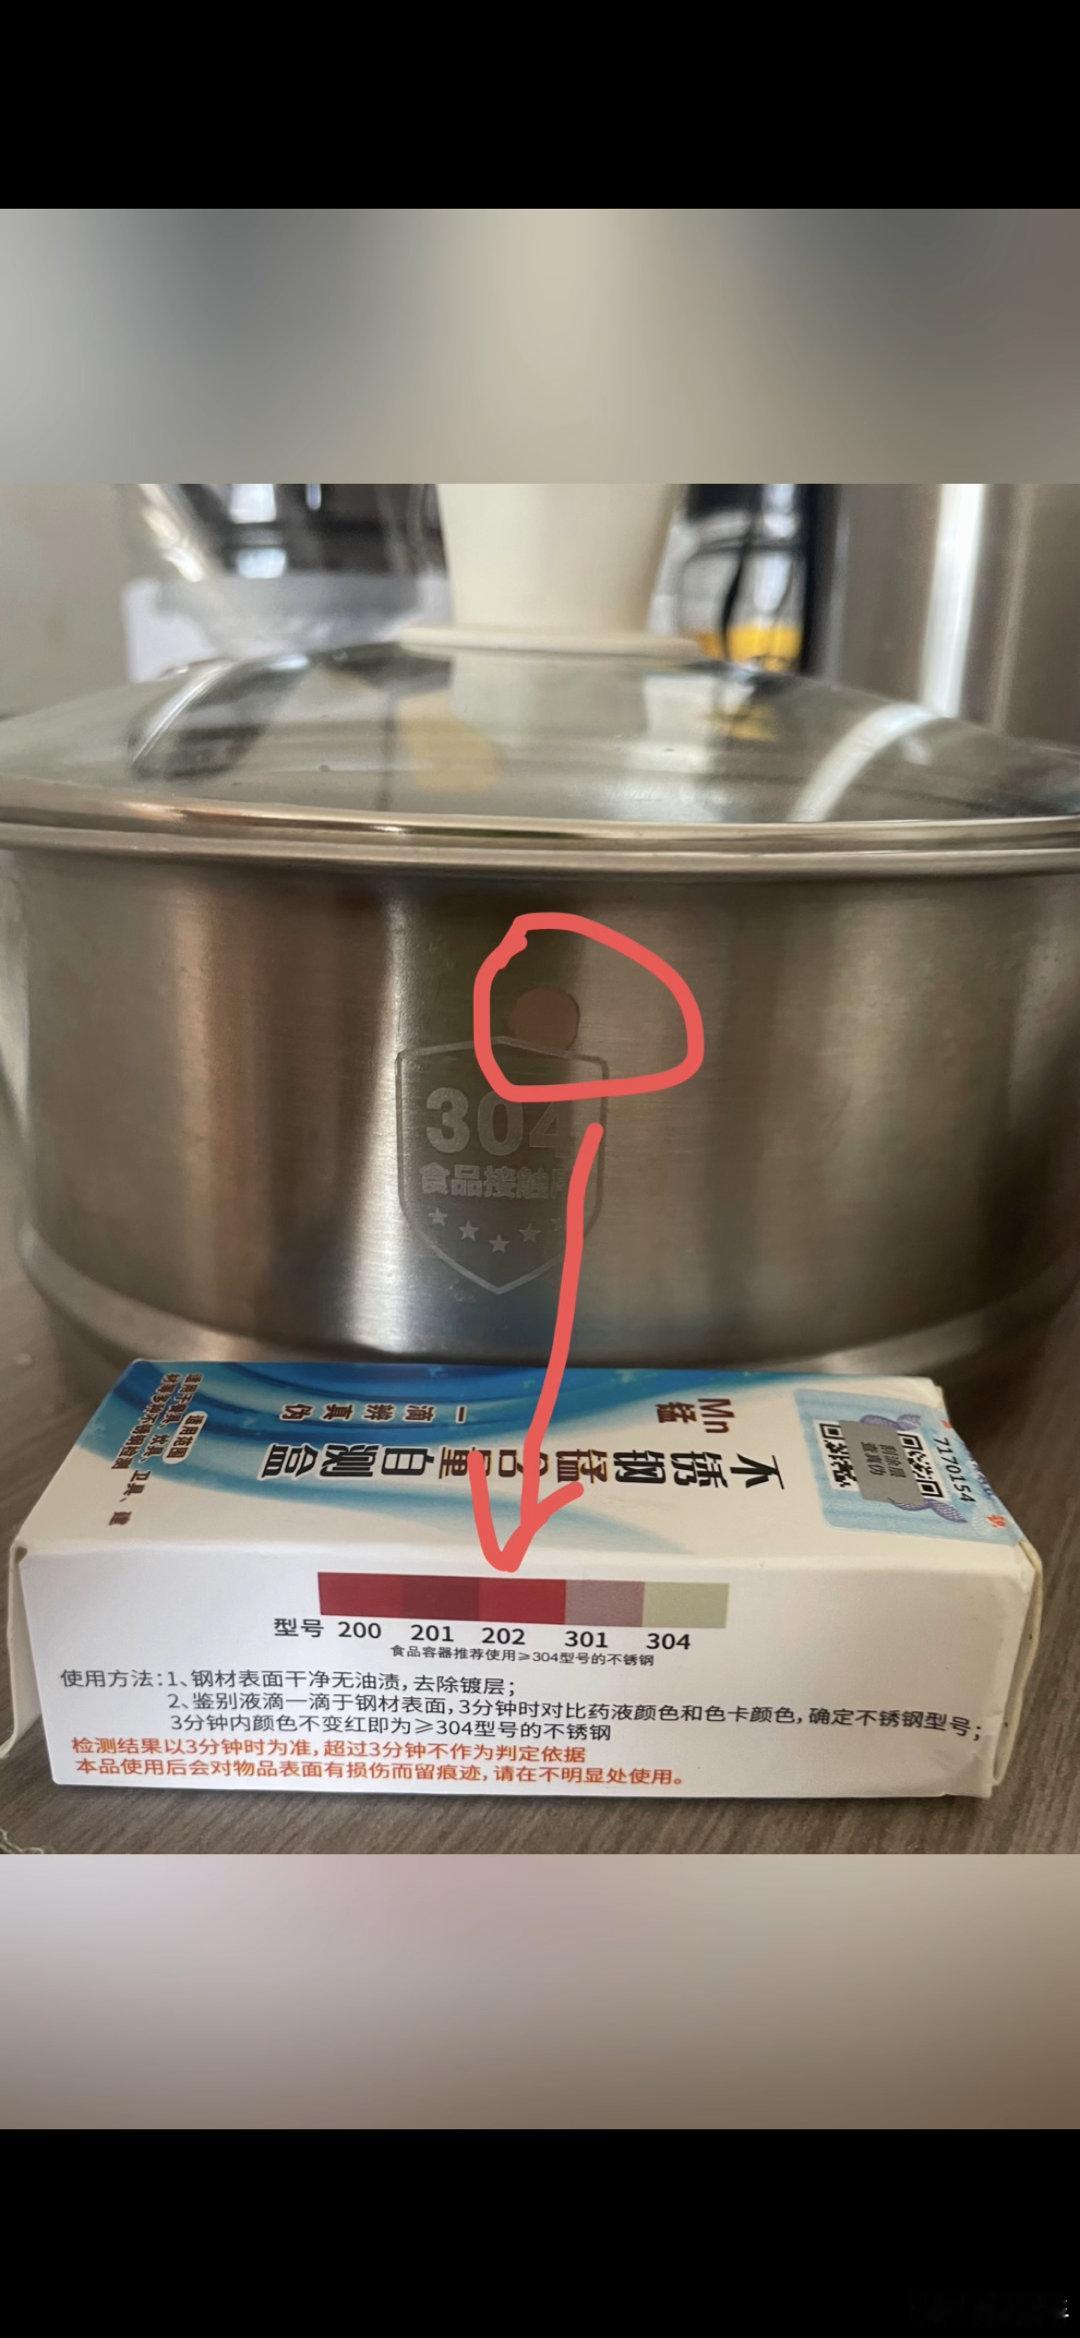 304
食品接触用
Mn
锰
不锈钢锰含量自测盒
一滴辨真伪
适用范围
7170154
型号 200 201 202 301 304
食品容器推荐使用≥304型号的不锈钢
使用方法:1、钢材表面干净无油渍,去除镀层;
2、鉴别液滴一滴于钢材表面,3分钟时对比药液颜色和色卡颜色,确定不锈钢型号;
3分钟内颜色不变红即为≥304型号的不锈钢
检测结果以3分钟时为准,超过3分钟不作为判定依据
本品使用后会对物品表面有损伤而留痕迹,请在不明显处使用。